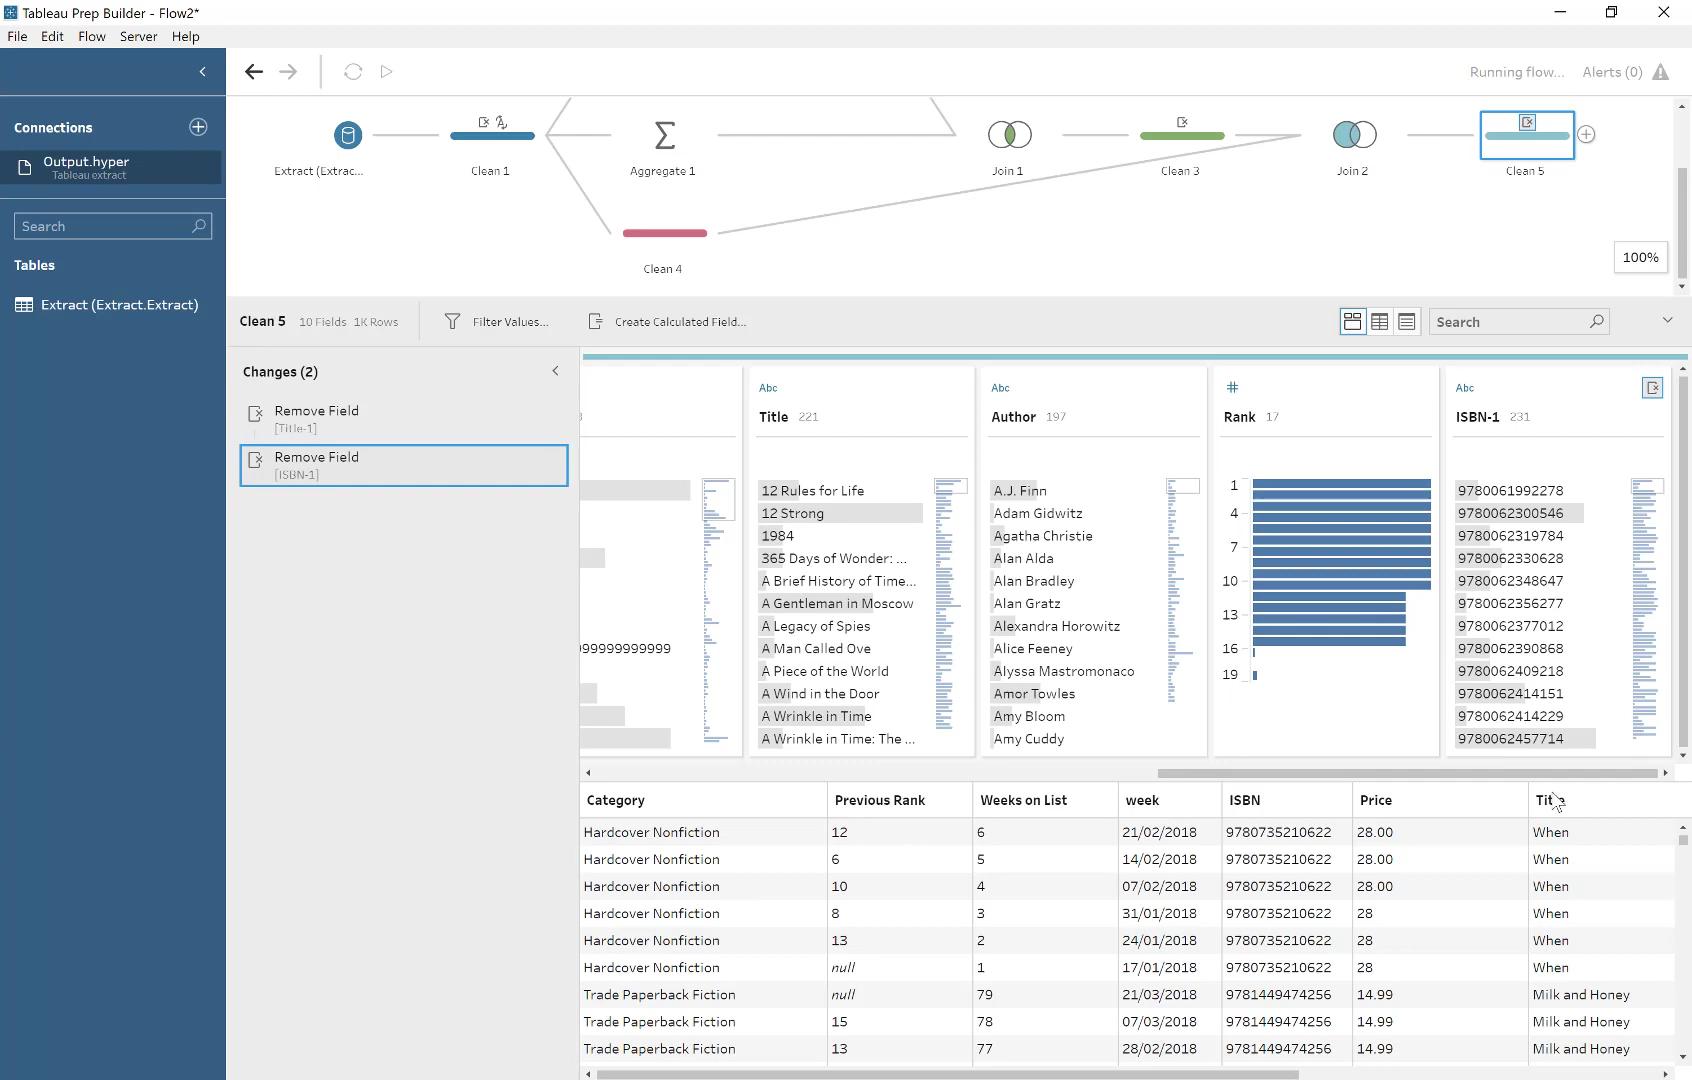 Tableau Prep Builder - Flow2*
File Edit Flow Server Help
Running flow... Alerts (0)
Connections
Output.hyper
Tableau extract
Search
Tables
Extract (Extract.Extract)
Extract (Extrac... Clean 1 Aggregate 1 Join 1 Clean 3 Join 2 Clean 5
Clean 4
100%
Clean 5 10 Fields 1K Rows Filter Values... Create Calculated Field... Search
Changes (2)
Remove Field
[Title-1]
Remove Field
[ISBN-1]
Abc Abc # Abc
Title 221 Author 197 Rank 17 ISBN-1 231
12 Rules for Life A.J. Finn 1 9780061992278
12 Strong Adam Gidwitz 4 9780062300546
1984 Agatha Christie 9780062319784
365 Days of Wonder: ... Alan Alda 7 9780062330628
A Brief History of Time... Alan Bradley 10 9780062348647
A Gentleman in Moscow Alan Gratz 9780062356277
A Legacy of Spies Alexandra Horowitz 13 9780062377012
999999999999 A Man Called Ove Alice Feeney 16 9780062390868
A Piece of the World Alyssa Mastromonaco 19 9780062409218
A Wind in the Door Amor Towles 9780062414151
A Wrinkle in Time Amy Bloom 9780062414229
A Wrinkle in Time: The ... Amy Cuddy 9780062457714
Category Previous Rank Weeks on List week ISBN Price Title
Hardcover Nonfiction 12 6 21/02/2018 9780735210622 28.00 When
Hardcover Nonfiction 6 5 14/02/2018 9780735210622 28.00 When
Hardcover Nonfiction 10 4 07/02/2018 9780735210622 28.00 When
Hardcover Nonfiction 8 3 31/01/2018 9780735210622 28 When
Hardcover Nonfiction 13 2 24/01/2018 9780735210622 28 When
Hardcover Nonfiction null 1 17/01/2018 9780735210622 28 When
Trade Paperback Fiction null 79 21/03/2018 9781449474256 14.99 Milk and Honey
Trade Paperback Fiction 15 78 07/03/2018 9781449474256 14.99 Milk and Honey
Trade Paperback Fiction 13 77 28/02/2018 9781449474256 14.99 Milk and Honey